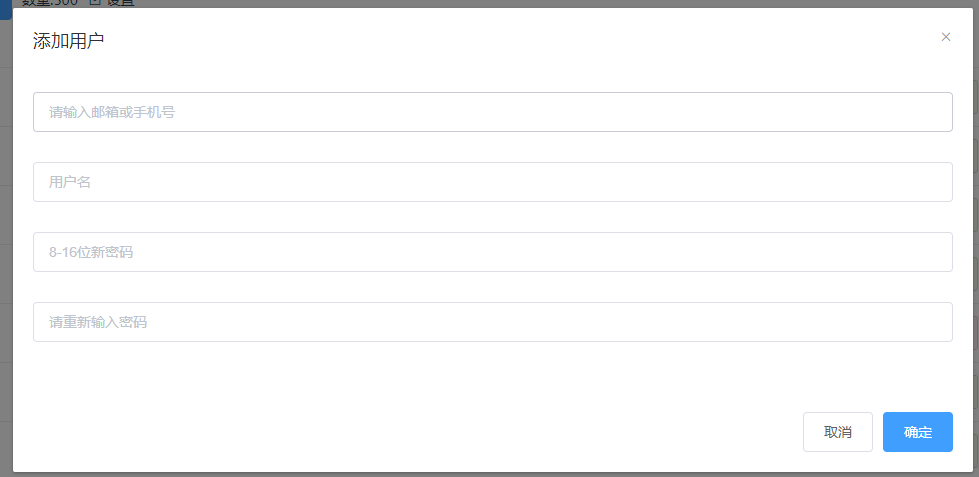 数量:500 设置
添加用户
请输入邮箱或手机号
用户名
8-16位新密码
请重新输入密码
取消 确定